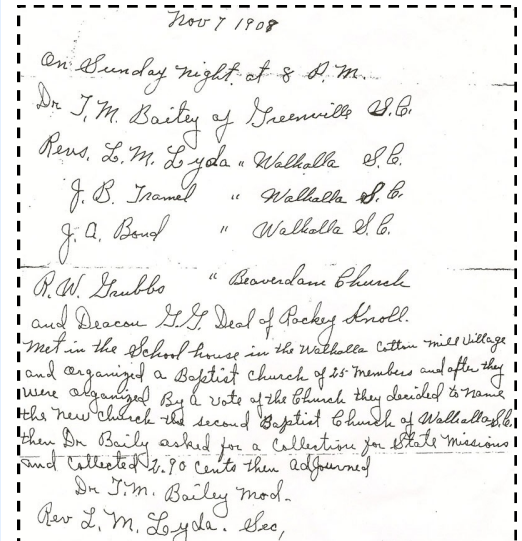 Nov 7 1908
On Sunday night at 8 P.M.
Dr T. M. Bailey of Greenville S.C.
Revs. L. M. Lyda " Walhalla S.C.
J. B. Tramel " Walhalla S.C.
J. A. Bond " Walhalla S.C.
R. W. Grubbs " Beaverdam Church
and Deacon G. G. Deal of Rockey Knoll.
Met in the School house in the Walhalla Cotton mill Village
and organized a Baptist church of 25 members and after they
were organized By a vote of the Church they decided to name
the new church the second Baptist Church of Walhalla S.C.
then Dr Baily asked for a Collection for State Missions
and collected 2.90 cents then adjourned
Dr T. M. Bailey Mod.
Rev L. M. Lyda. Sec,